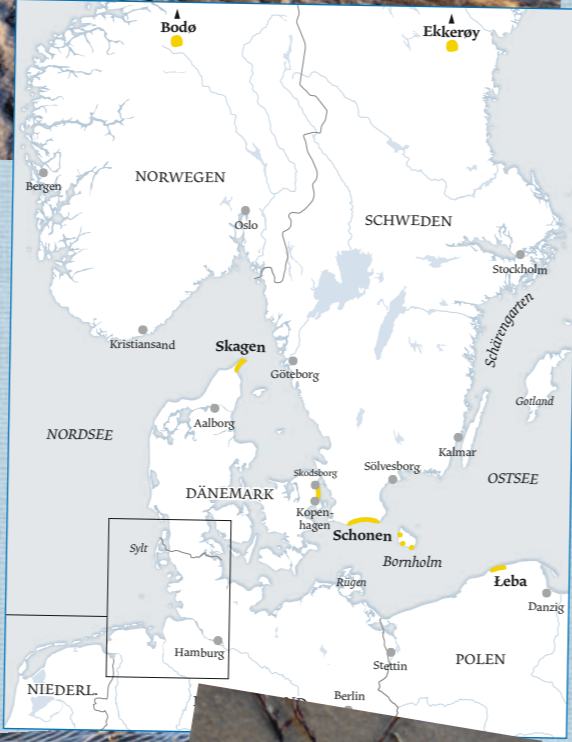 Bodø
Ekkerøy
NORWEGEN
Bergen
Oslo
SCHWEDEN
Stockholm
Schärengarten
Kristiansand
Skagen
Göteborg
Gotland
Aalborg
NORDSEE
Kalmar
Skodsborg
Sölvesborg
OSTSEE
DÄNEMARK
Kopen-
hagen
Schonen
Sylt
Bornholm
Rügen
Łeba
Danzig
Hamburg
Stettin
POLEN
NIEDERL.
Berlin